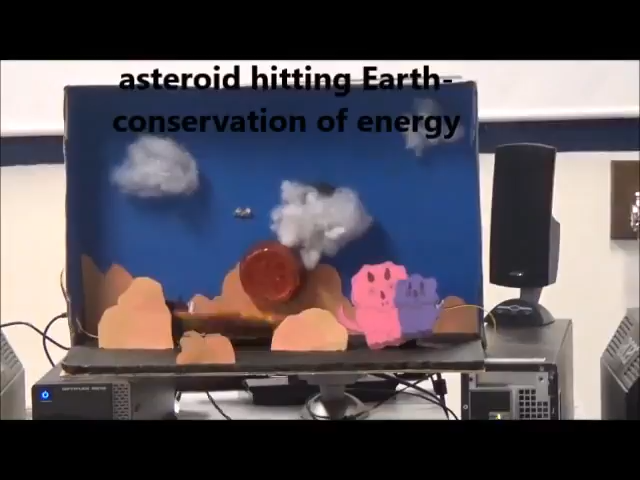 asteroid hitting Earth-
conservation of energy